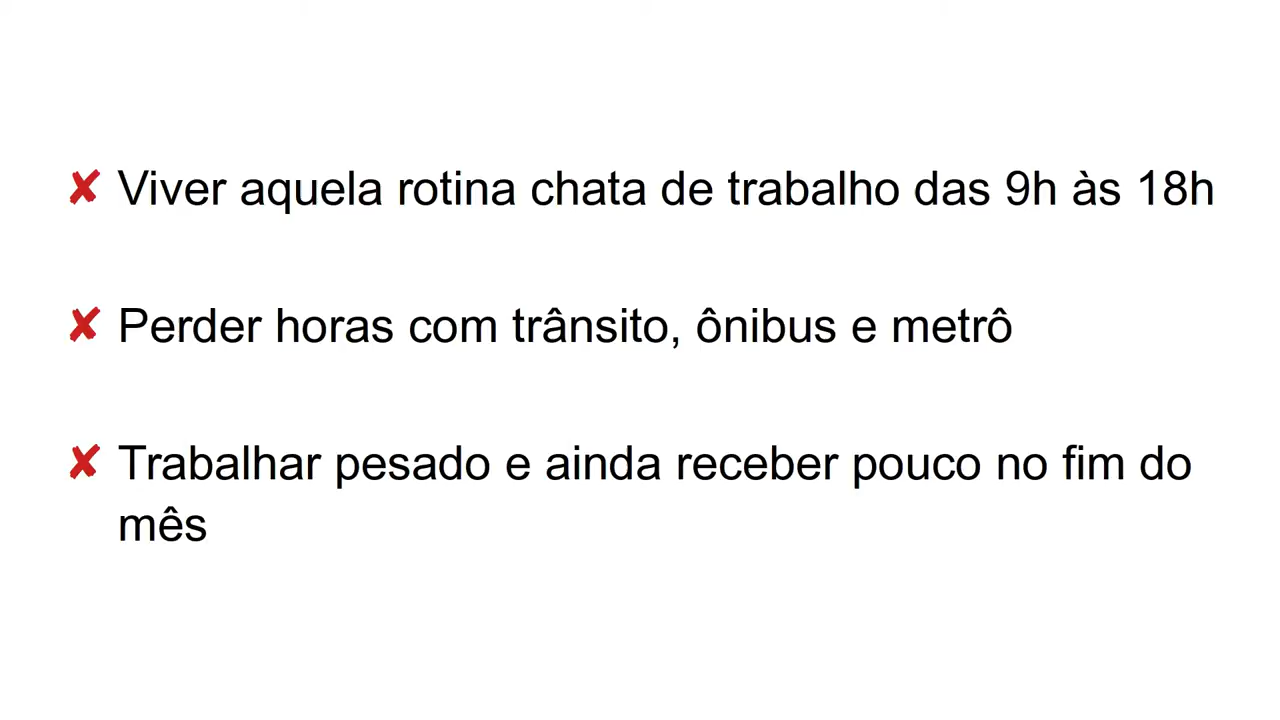 ✘ Viver aquela rotina chata de trabalho das 9h às 18h
✘ Perder horas com trânsito, ônibus e metrô
✘ Trabalhar pesado e ainda receber pouco no fim do
mês